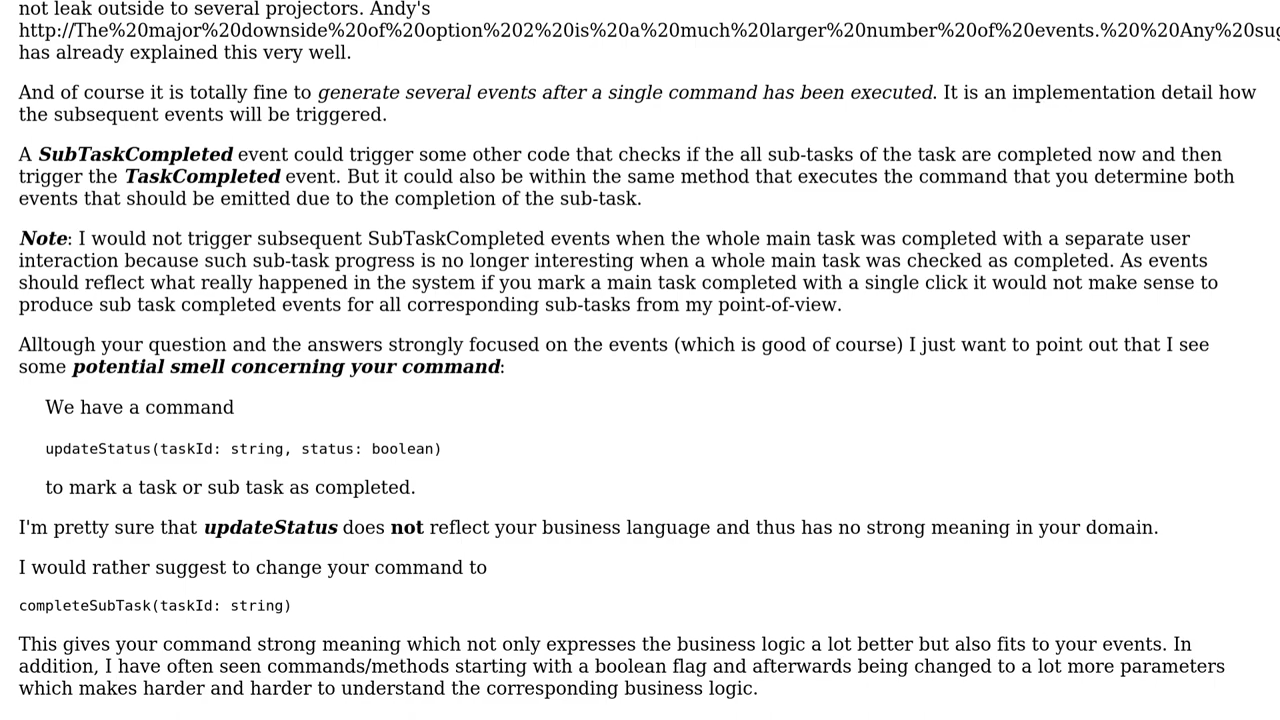 not leak outside to several projectors. Andy's
http://The%20major%20downside%20of%20option%202%20is%20a%20much%20larger%20number%20of%20events.%20%20Any%20sug
has already explained this very well.
And of course it is totally fine to generate several events after a single command has been executed. It is an implementation detail how
the subsequent events will be triggered.
A SubTaskCompleted event could trigger some other code that checks if the all sub-tasks of the task are completed now and then
trigger the TaskCompleted event. But it could also be within the same method that executes the command that you determine both
events that should be emitted due to the completion of the sub-task.
Note: I would not trigger subsequent SubTaskCompleted events when the whole main task was completed with a separate user
interaction because such sub-task progress is no longer interesting when a whole main task was checked as completed. As events
should reflect what really happened in the system if you mark a main task completed with a single click it would not make sense to
produce sub task completed events for all corresponding sub-tasks from my point-of-view.
Alltough your question and the answers strongly focused on the events (which is good of course) I just want to point out that I see
some potential smell concerning your command:
We have a command
updateStatus(taskId: string, status: boolean)
to mark a task or sub task as completed.
I'm pretty sure that updateStatus does not reflect your business language and thus has no strong meaning in your domain.
I would rather suggest to change your command to
completeSubTask(taskId: string)
This gives your command strong meaning which not only expresses the business logic a lot better but also fits to your events. In
addition, I have often seen commands/methods starting with a boolean flag and afterwards being changed to a lot more parameters
which makes harder and harder to understand the corresponding business logic.